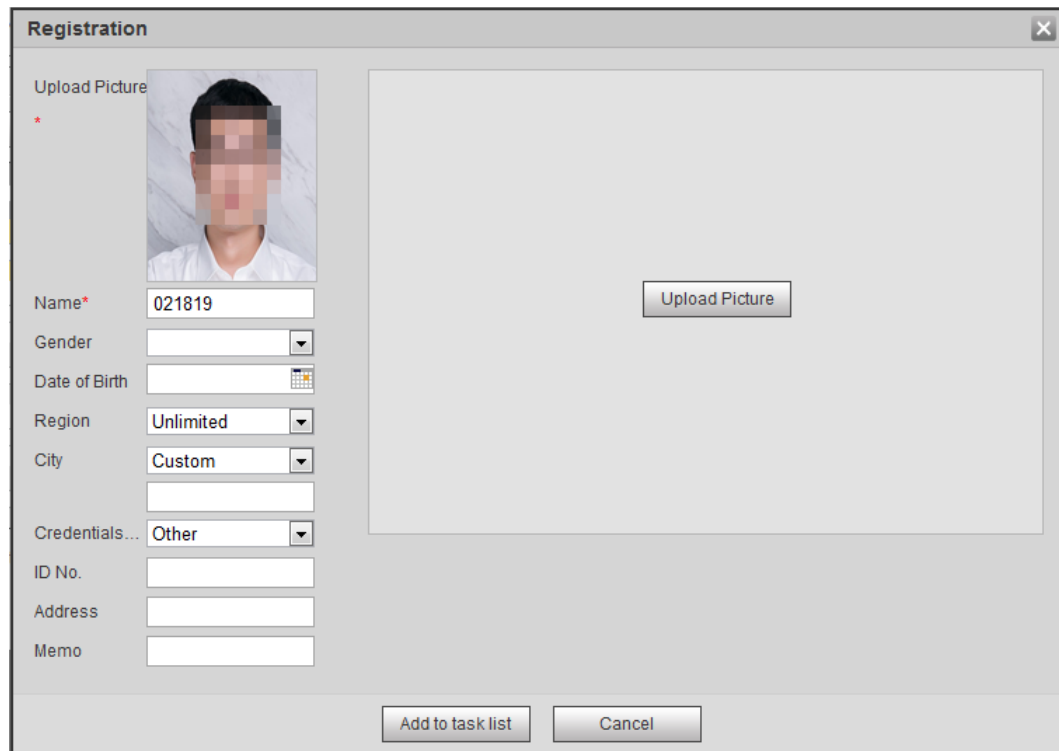 Registration
Upload Picture
*
Name* 021819
Gender
Date of Birth
Region Unlimited
City Custom
Credentials... Other
ID No.
Address
Memo
Upload Picture
Add to task list Cancel